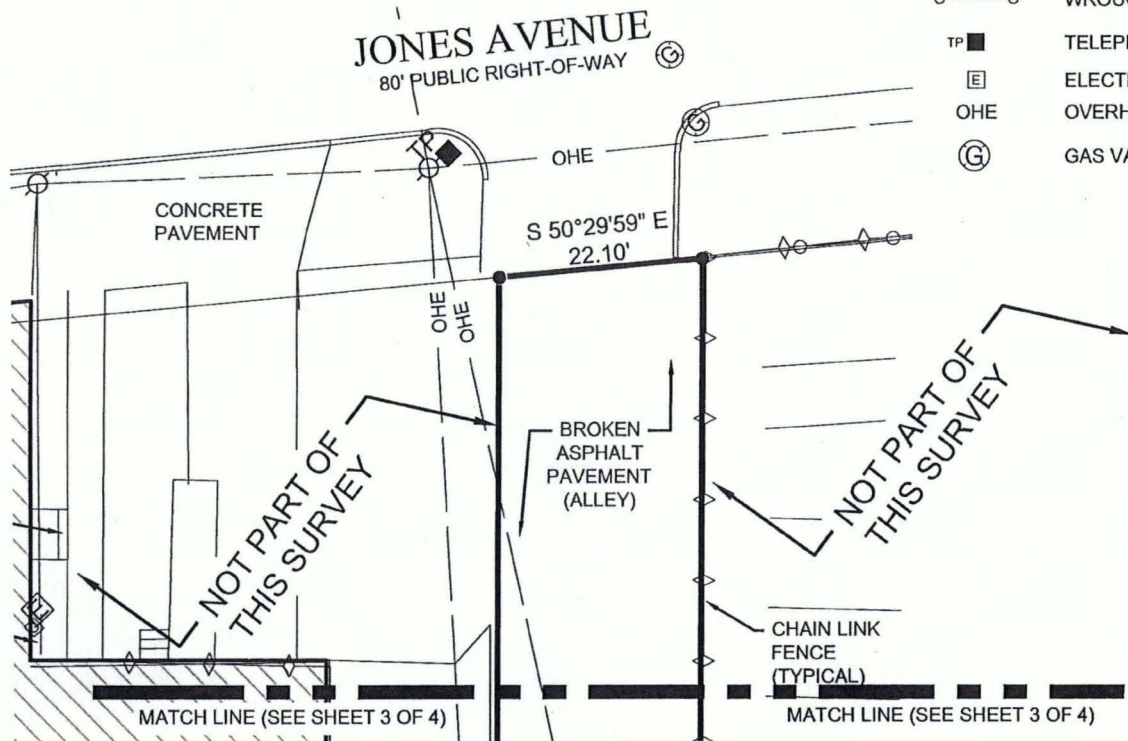 JONES AVENUE
80' PUBLIC RIGHT-OF-WAY
G
TP
TELEP
E
OHE
OVERH
G
GAS VA
TP
G
OHE
CONCRETE
PAVEMENT
S 50°29'59" E
22.10'
OHE
OHE
NOT PART OF
THIS SURVEY
BROKEN
ASPHALT
PAVEMENT
(ALLEY)
NOT PART OF
THIS SURVEY
CHAIN LINK
FENCE
(TYPICAL)
MATCH LINE (SEE SHEET 3 OF 4)
MATCH LINE (SEE SHEET 3 OF 4)